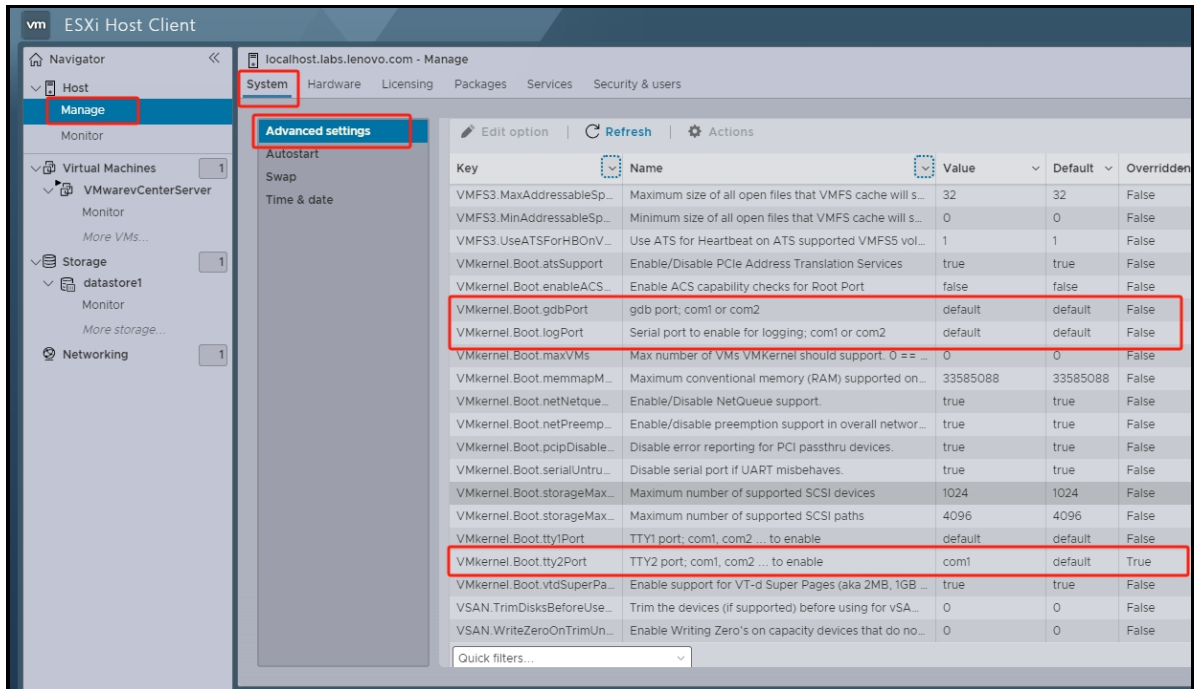 vm ESXi Host Client
Navigator
Host
Manage
Monitor
Virtual Machines 1
VMwarevCenterServer
Monitor
More VMs...
Storage 1
datastore1
Monitor
More storage...
Networking 1
localhost.labs.lenovo.com - Manage
System Hardware Licensing Packages Services Security & users
Advanced settings
Autostart
Swap
Time & date
Edit option | Refresh | Actions
Key Name Value Default Overridden
VMFS3.MaxAddressableSp... Maximum size of all open files that VMFS cache will s... 32 32 False
VMFS3.MinAddressableSp... Minimum size of all open files that VMFS cache will s... 0 0 False
VMFS3.UseATSForHBOnV... Use ATS for Heartbeat on ATS supported VMFS5 vol... 1 1 False
VMkernel.Boot.atsSupport Enable/Disable PCIe Address Translation Services true true False
VMkernel.Boot.enableACS... Enable ACS capability checks for Root Port false false False
VMkernel.Boot.gdbPort gdb port; com1 or com2 default default False
VMkernel.Boot.logPort Serial port to enable for logging; com1 or com2 default default False
VMkernel.Boot.maxVMs Max number of VMs VMKernel should support. 0 == ... 0 0 False
VMkernel.Boot.memmapM... Maximum conventional memory (RAM) supported on... 33585088 33585088 False
VMkernel.Boot.netNetque... Enable/Disable NetQueue support. true true False
VMkernel.Boot.netPreemp... Enable/disable preemption support in overall networ... true true False
VMkernel.Boot.pcipDisable... Disable error reporting for PCI passthru devices. true true False
VMkernel.Boot.serialUntru... Disable serial port if UART misbehaves. true true False
VMkernel.Boot.storageMax... Maximum number of supported SCSI devices 1024 1024 False
VMkernel.Boot.storageMax... Maximum number of supported SCSI paths 4096 4096 False
VMkernel.Boot.tty1Port TTY1 port; com1, com2 ... to enable default default False
VMkernel.Boot.tty2Port TTY2 port; com1, com2 ... to enable com1 default True
VMkernel.Boot.vtdSuperPa... Enable support for VT-d Super Pages (aka 2MB, 1GB ... true true False
VSAN.TrimDisksBeforeUse... Trim the devices (if supported) before using for vSA... 0 0 False
VSAN.WriteZeroOnTrimUn... Enable Writing Zero's on capacity devices that do no... 0 0 False
Quick filters...